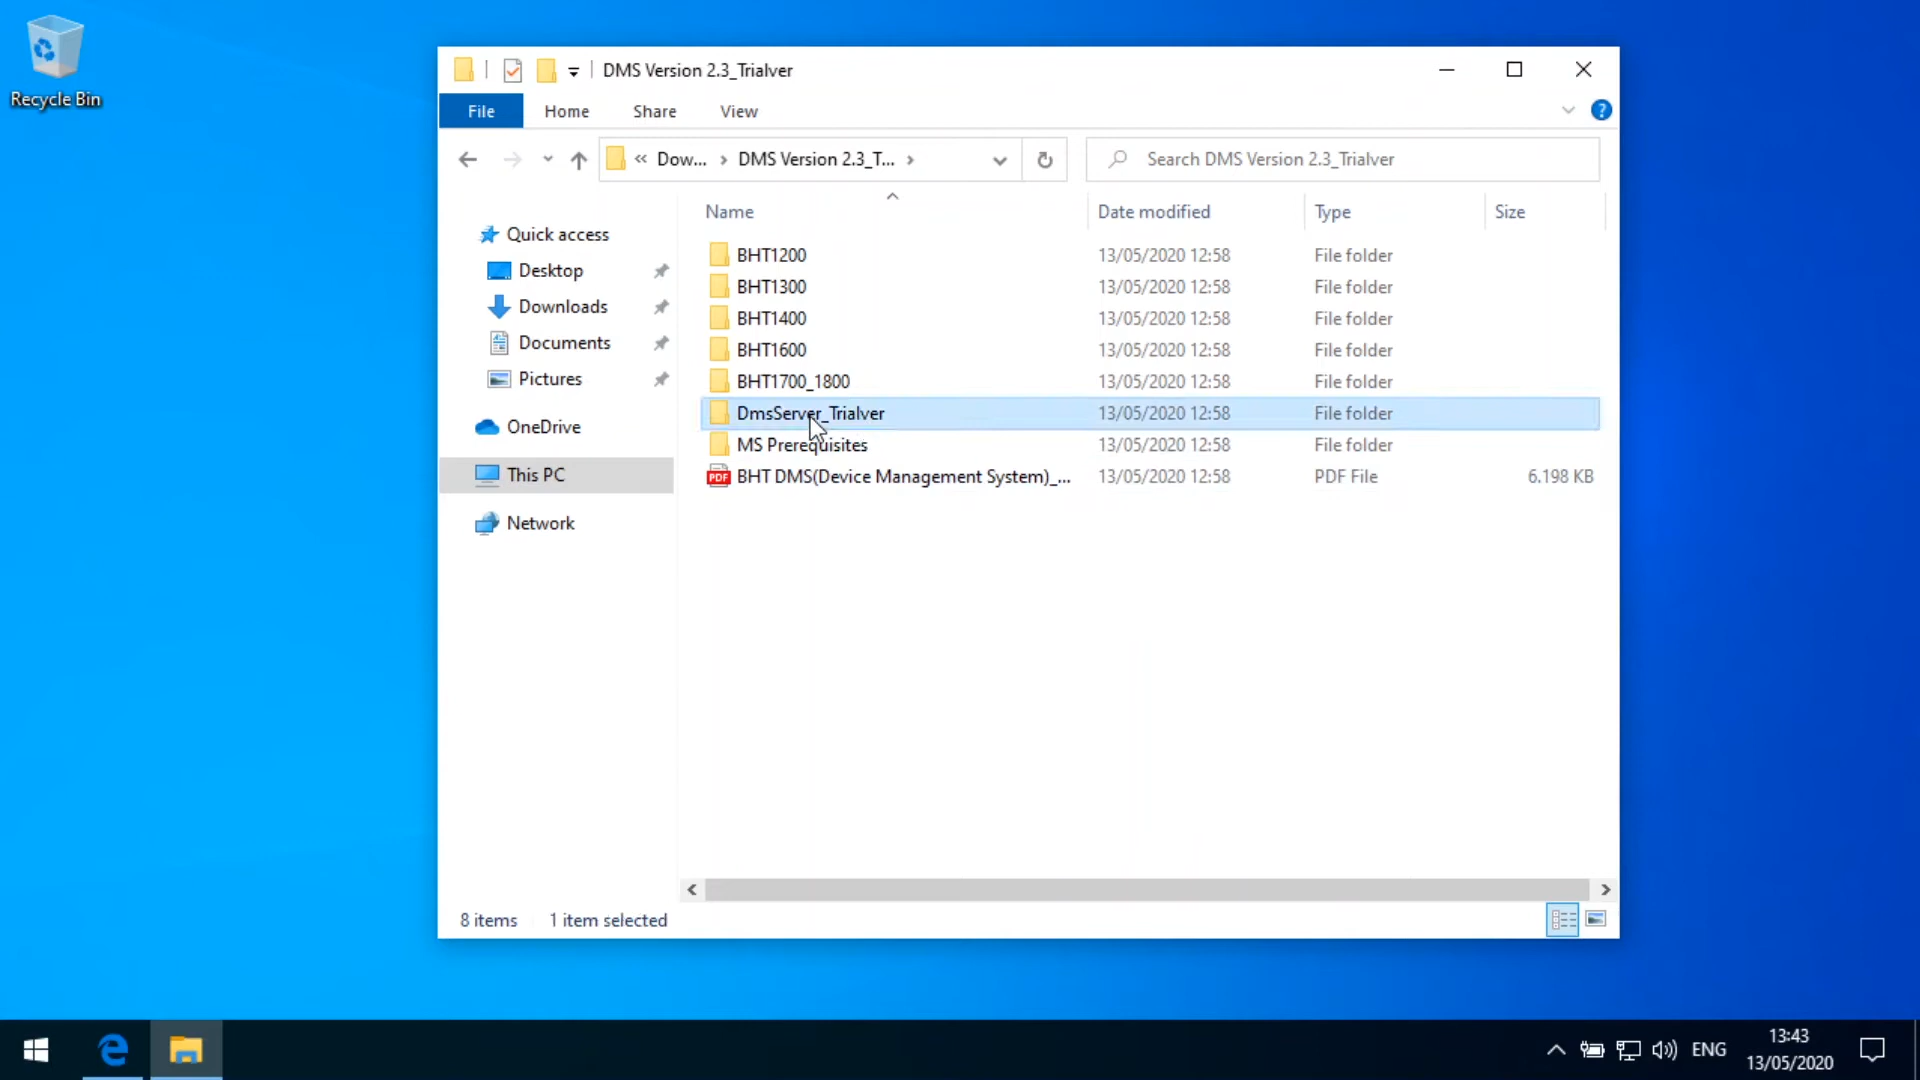 Recycle Bin
DMS Version 2.3_Trialver
File Home Share View
« Dow... › DMS Version 2.3_T... ›
Search DMS Version 2.3_Trialver
Name Date modified Type Size
Quick access
Desktop
Downloads
Documents
Pictures
OneDrive
This PC
Network
BHT1200 13/05/2020 12:58 File folder
BHT1300 13/05/2020 12:58 File folder
BHT1400 13/05/2020 12:58 File folder
BHT1600 13/05/2020 12:58 File folder
BHT1700_1800 13/05/2020 12:58 File folder
DmsServer_Trialver 13/05/2020 12:58 File folder
MS Prerequisites 13/05/2020 12:58 File folder
PDF BHT DMS(Device Management System)_... 13/05/2020 12:58 PDF File 6.198 KB
8 items 1 item selected
ENG
13:43
13/05/2020